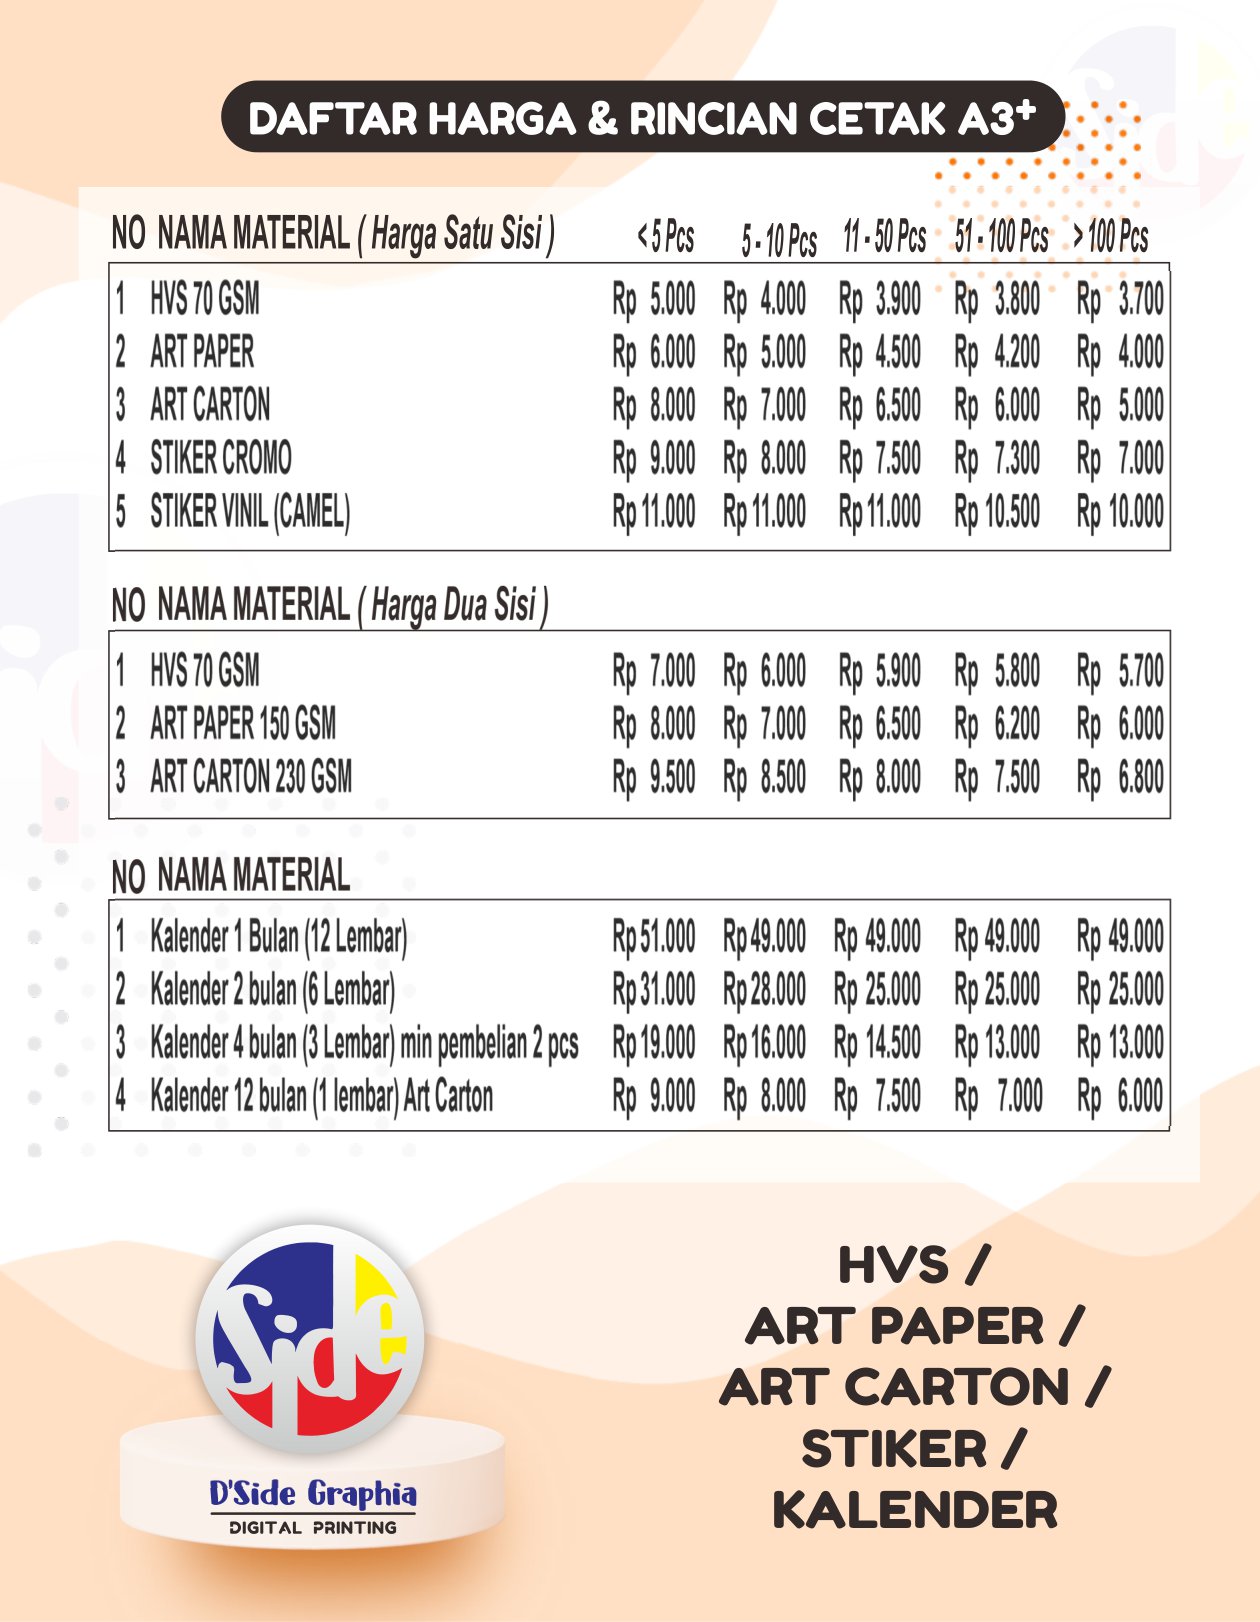 DAFTAR HARGA & RINCIAN CETAK A3+
NO NAMA MATERIAL ( Harga Satu Sisi ) < 5 Pcs 5 - 10 Pcs 11 - 50 Pcs 51 - 100 Pcs > 100 Pcs
1 HVS 70 GSM Rp 5.000 Rp 4.000 Rp 3.900 Rp 3.800 Rp 3.700
2 ART PAPER Rp 6.000 Rp 5.000 Rp 4.500 Rp 4.200 Rp 4.000
3 ART CARTON Rp 8.000 Rp 7.000 Rp 6.500 Rp 6.000 Rp 5.000
4 STIKER CROMO Rp 9.000 Rp 8.000 Rp 7.500 Rp 7.300 Rp 7.000
5 STIKER VINIL (CAMEL) Rp 11.000 Rp 11.000 Rp 11.000 Rp 10.500 Rp 10.000
NO NAMA MATERIAL ( Harga Dua Sisi )
1 HVS 70 GSM Rp 7.000 Rp 6.000 Rp 5.900 Rp 5.800 Rp 5.700
2 ART PAPER 150 GSM Rp 8.000 Rp 7.000 Rp 6.500 Rp 6.200 Rp 6.000
3 ART CARTON 230 GSM Rp 9.500 Rp 8.500 Rp 8.000 Rp 7.500 Rp 6.800
NO NAMA MATERIAL
1 Kalender 1 Bulan (12 Lembar) Rp 51.000 Rp 49.000 Rp 49.000 Rp 49.000 Rp 49.000
2 Kalender 2 bulan (6 Lembar) Rp 31.000 Rp 28.000 Rp 25.000 Rp 25.000 Rp 25.000
3 Kalender 4 bulan (3 Lembar) min pembelian 2 pcs Rp 19.000 Rp 16.000 Rp 14.500 Rp 13.000 Rp 13.000
4 Kalender 12 bulan (1 lembar) Art Carton Rp 9.000 Rp 8.000 Rp 7.500 Rp 7.000 Rp 6.000
Side
D'Side Graphia
DIGITAL PRINTING
HVS /
ART PAPER /
ART CARTON /
STIKER /
KALENDER